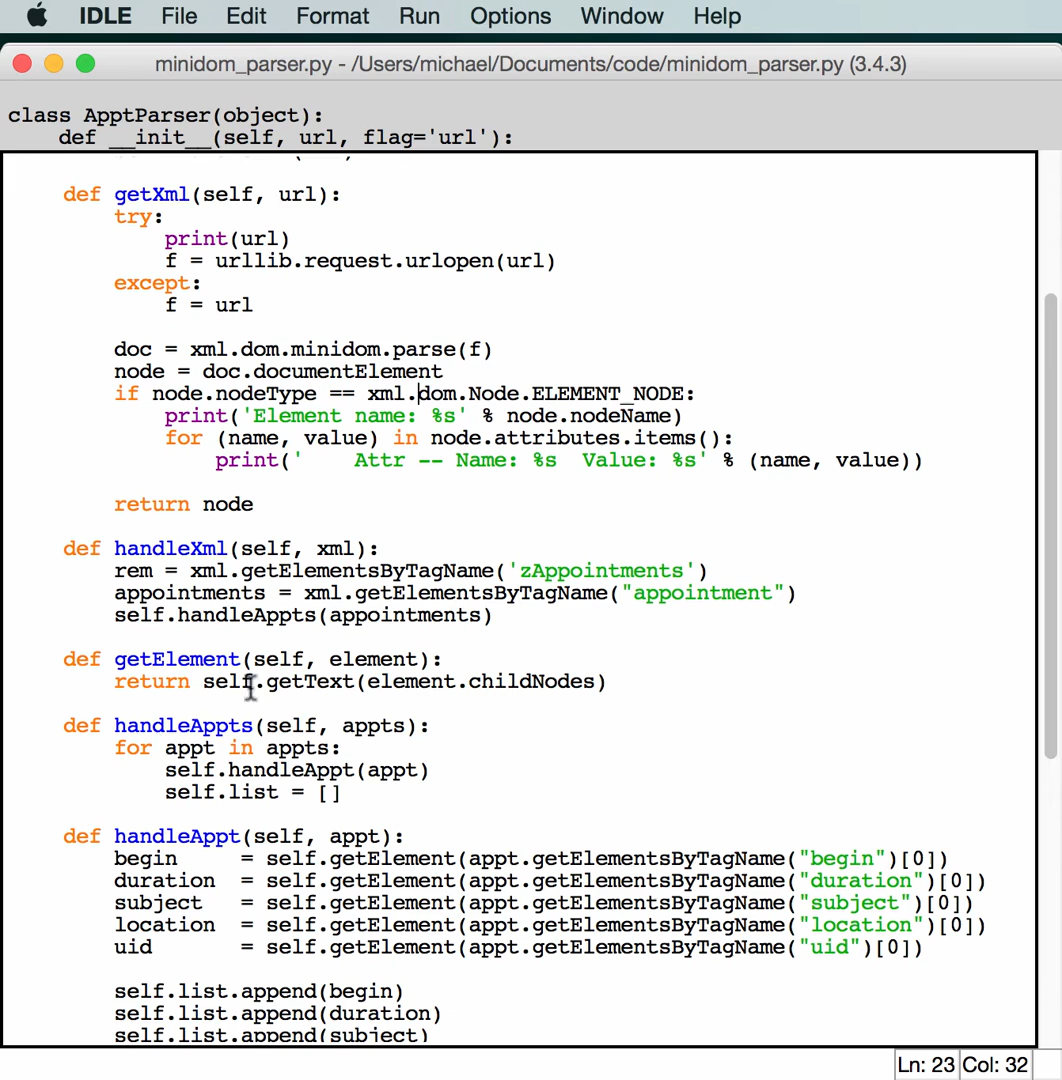 IDLE File Edit Format Run Options Window Help
minidom_parser.py - /Users/michael/Documents/code/minidom_parser.py (3.4.3)
class ApptParser(object):
    def __init__(self, url, flag='url'):
    def getXml(self, url):
        try:
            print(url)
            f = urllib.request.urlopen(url)
        except:
            f = url
        doc = xml.dom.minidom.parse(f)
        node = doc.documentElement
        if node.nodeType == xml.dom.Node.ELEMENT_NODE:
            print('Element name: %s' % node.nodeName)
            for (name, value) in node.attributes.items():
                print('    Attr -- Name: %s  Value: %s' % (name, value))
        return node
    def handleXml(self, xml):
        rem = xml.getElementsByTagName('zAppointments')
        appointments = xml.getElementsByTagName("appointment")
        self.handleAppts(appointments)
    def getElement(self, element):
        return self.getText(element.childNodes)
    def handleAppts(self, appts):
        for appt in appts:
            self.handleAppt(appt)
            self.list = []
    def handleAppt(self, appt):
        begin     = self.getElement(appt.getElementsByTagName("begin")[0])
        duration  = self.getElement(appt.getElementsByTagName("duration")[0])
        subject   = self.getElement(appt.getElementsByTagName("subject")[0])
        location  = self.getElement(appt.getElementsByTagName("location")[0])
        uid       = self.getElement(appt.getElementsByTagName("uid")[0])
        self.list.append(begin)
        self.list.append(duration)
        self.list.append(subject)
Ln: 23 Col: 32